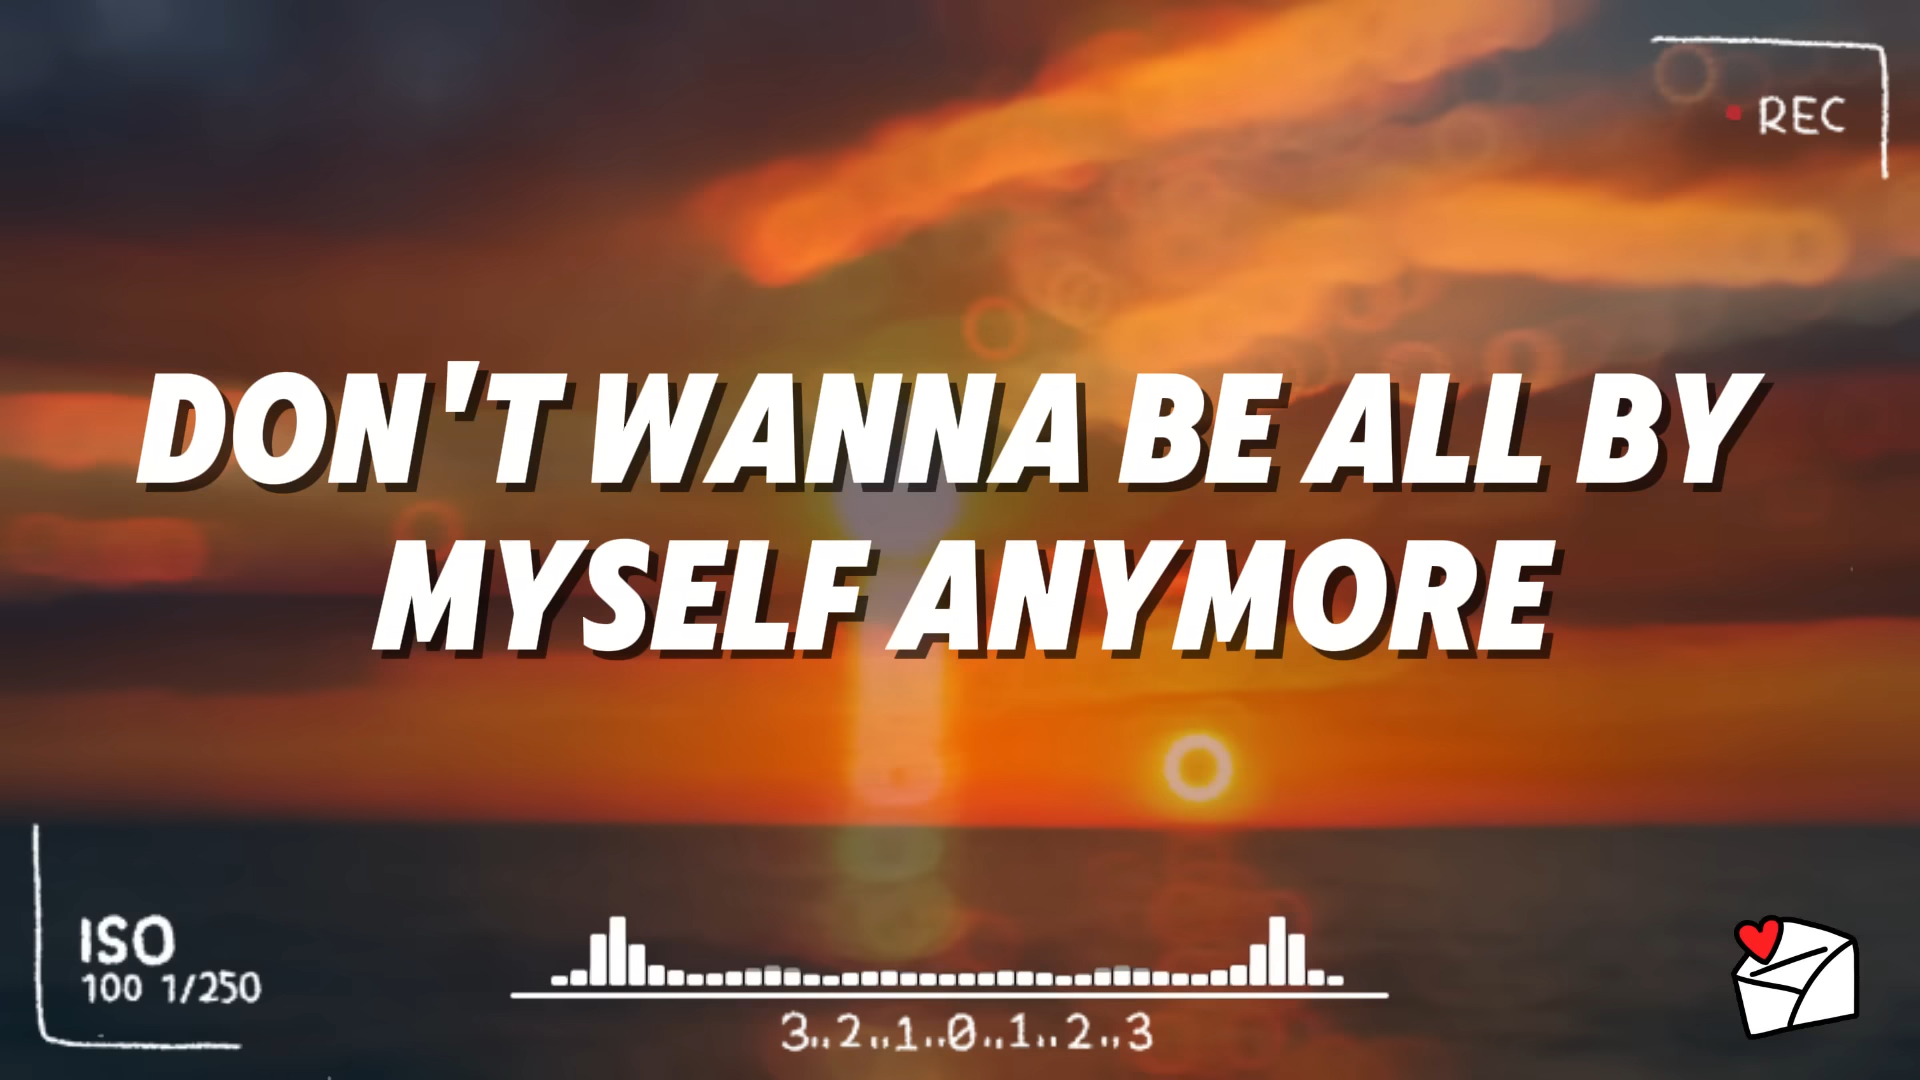 REC
DON'T WANNA BE ALL BY
MYSELF ANYMORE
ISO
100 1/250
3..2..1..0..1..2..3